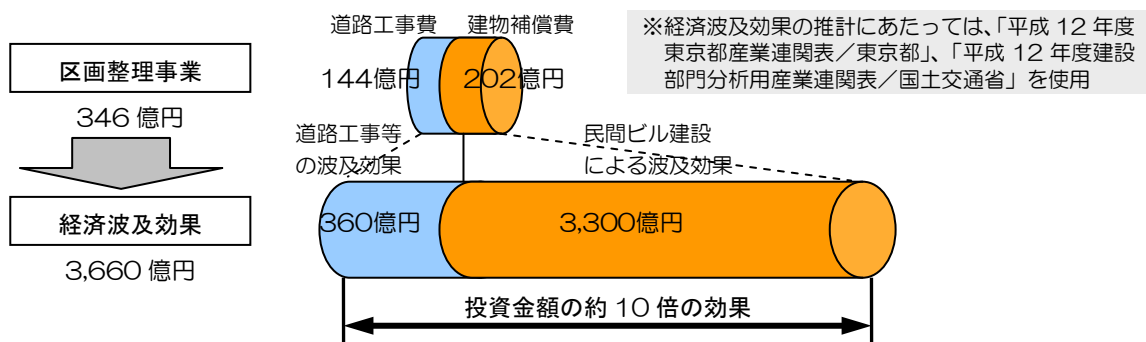 道路工事費 建物補償費
※経済波及効果の推計にあたっては、「平成 12 年度
東京都産業連関表／東京都」、「平成 12 年度建設
部門分析用産業連関表／国土交通省」を使用
区画整理事業
346 億円
144億円 202億円
道路工事等
の波及効果
民間ビル建設
による波及効果
経済波及効果
3,660 億円
360億円 3,300億円
投資金額の約 10 倍の効果